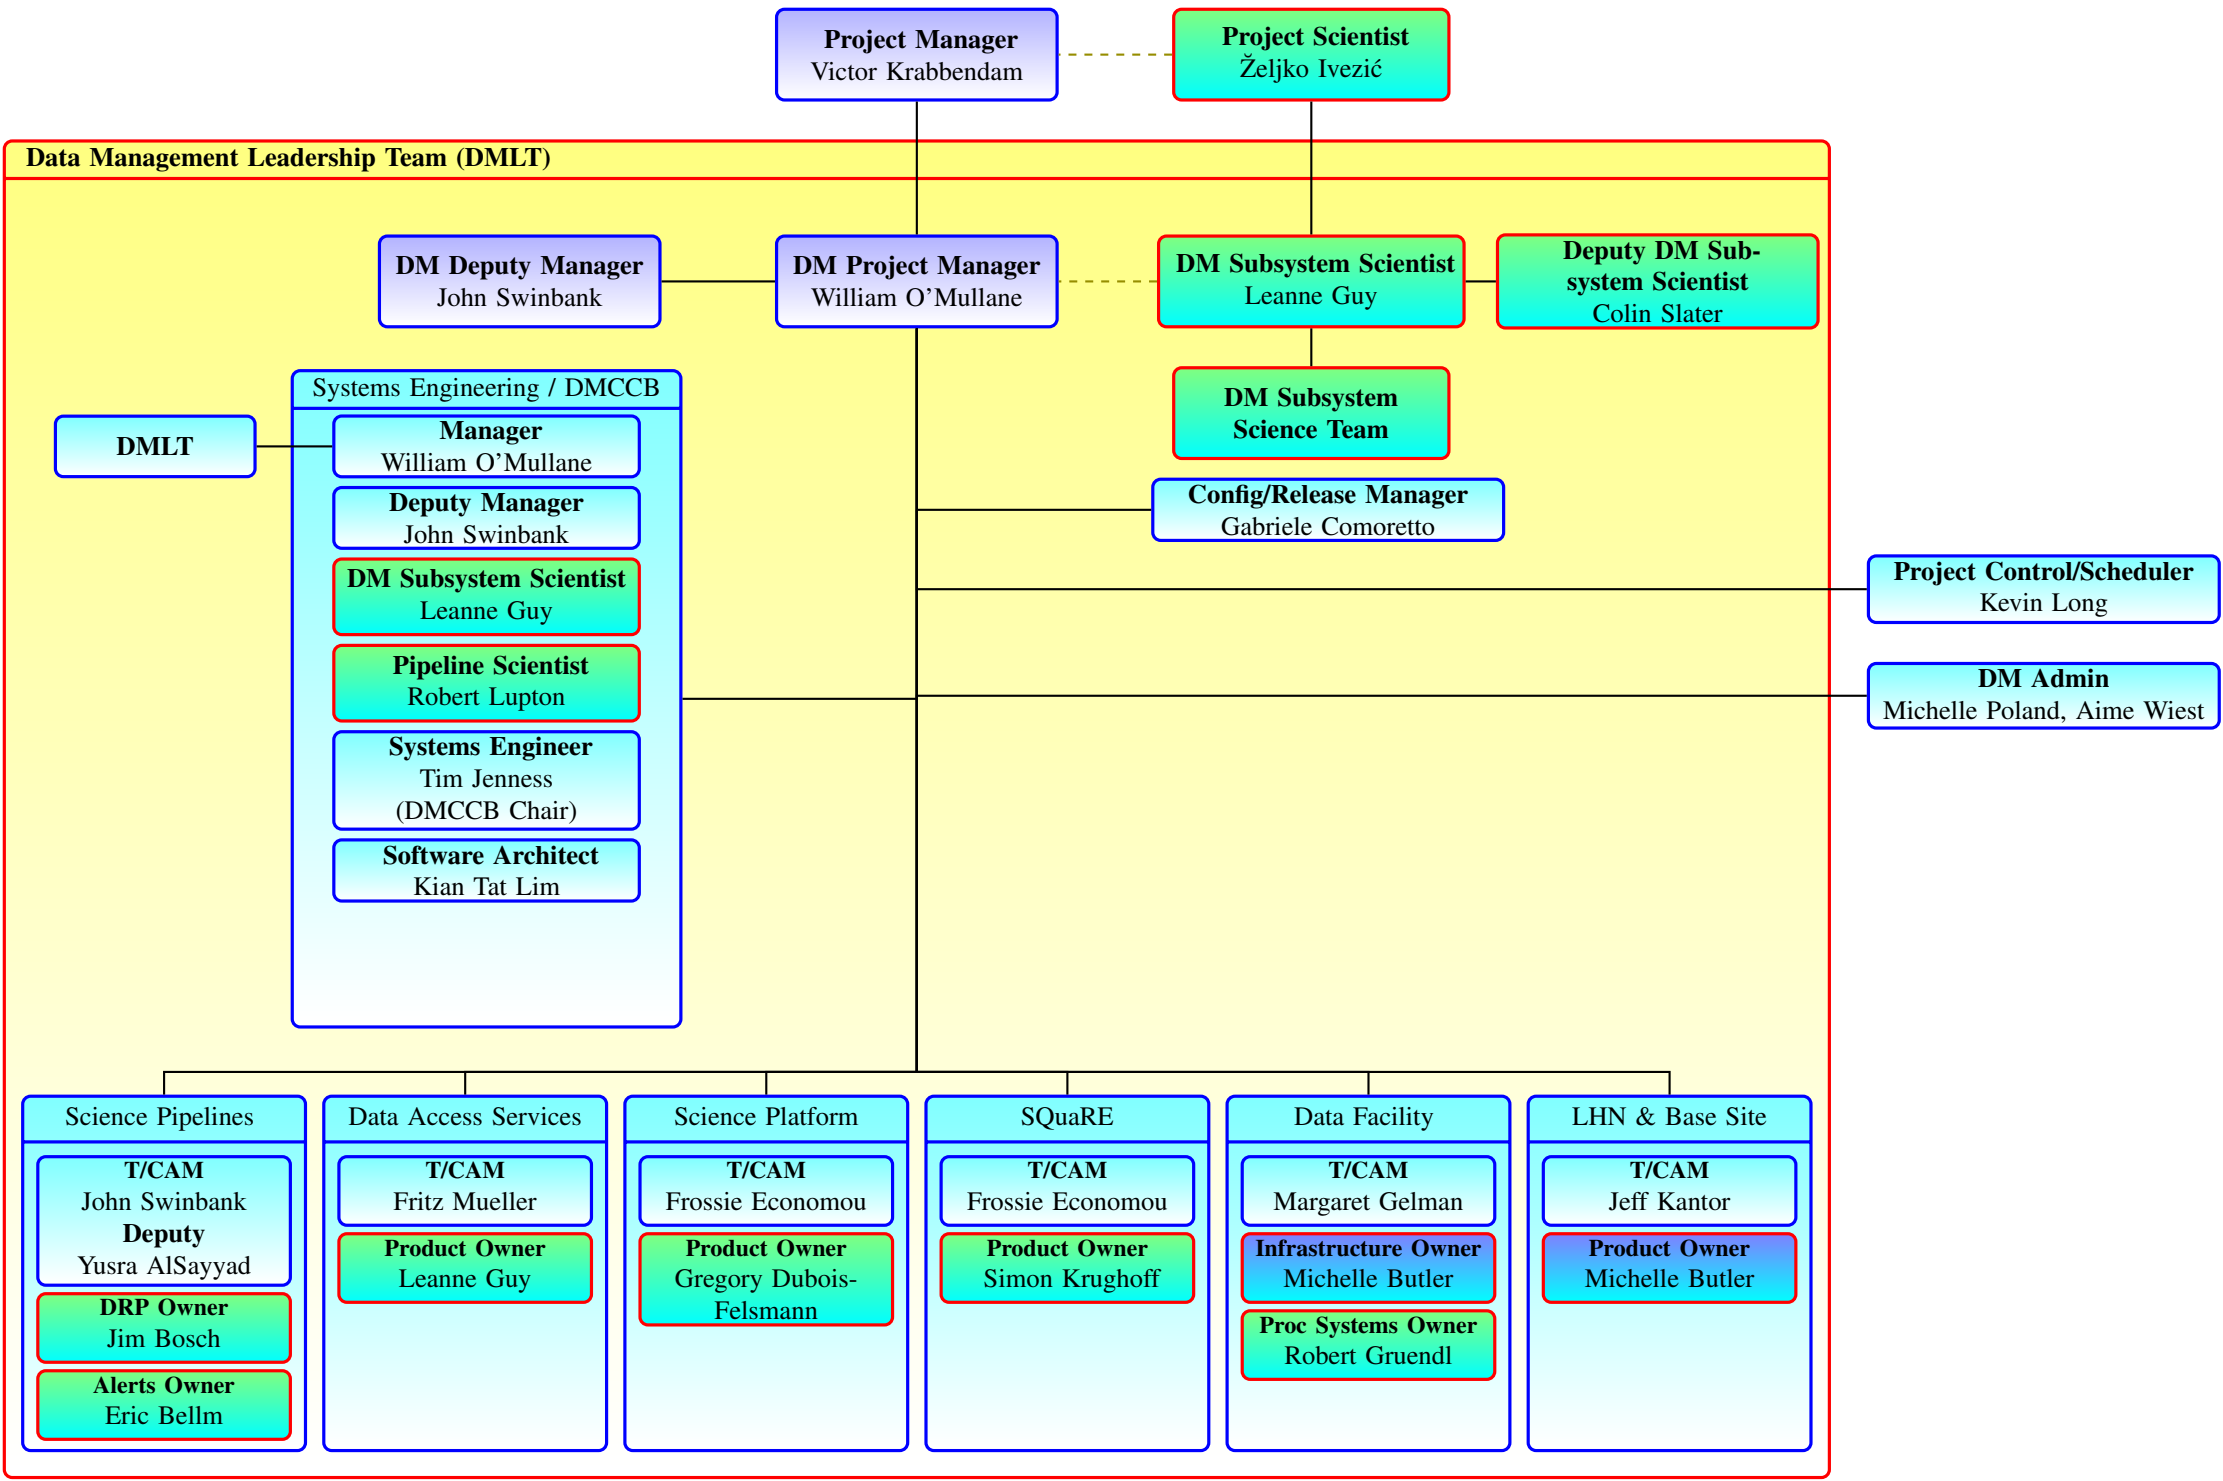 Project Manager
Victor Krabbendam
Project Scientist
Željko Ivezić
Data Management Leadership Team (DMLT)
DM Deputy Manager
John Swinbank
DM Project Manager
William O'Mullane
DM Subsystem Scientist
Leanne Guy
Deputy DM Sub-
system Scientist
Colin Slater
DM Subsystem
Science Team
Systems Engineering / DMCCB
DMLT
Manager
William O'Mullane
Deputy Manager
John Swinbank
DM Subsystem Scientist
Leanne Guy
Pipeline Scientist
Robert Lupton
Systems Engineer
Tim Jenness
(DMCCB Chair)
Software Architect
Kian Tat Lim
Config/Release Manager
Gabriele Comoretto
Project Control/Scheduler
Kevin Long
DM Admin
Michelle Poland, Aime Wiest
Science Pipelines
T/CAM
John Swinbank
Deputy
Yusra AlSayyad
DRP Owner
Jim Bosch
Alerts Owner
Eric Bellm
Data Access Services
T/CAM
Fritz Mueller
Product Owner
Leanne Guy
Science Platform
T/CAM
Frossie Economou
Product Owner
Gregory Dubois-
Felsmann
SQuaRE
T/CAM
Frossie Economou
Product Owner
Simon Krughoff
Data Facility
T/CAM
Margaret Gelman
Infrastructure Owner
Michelle Butler
Proc Systems Owner
Robert Gruendl
LHN & Base Site
T/CAM
Jeff Kantor
Product Owner
Michelle Butler